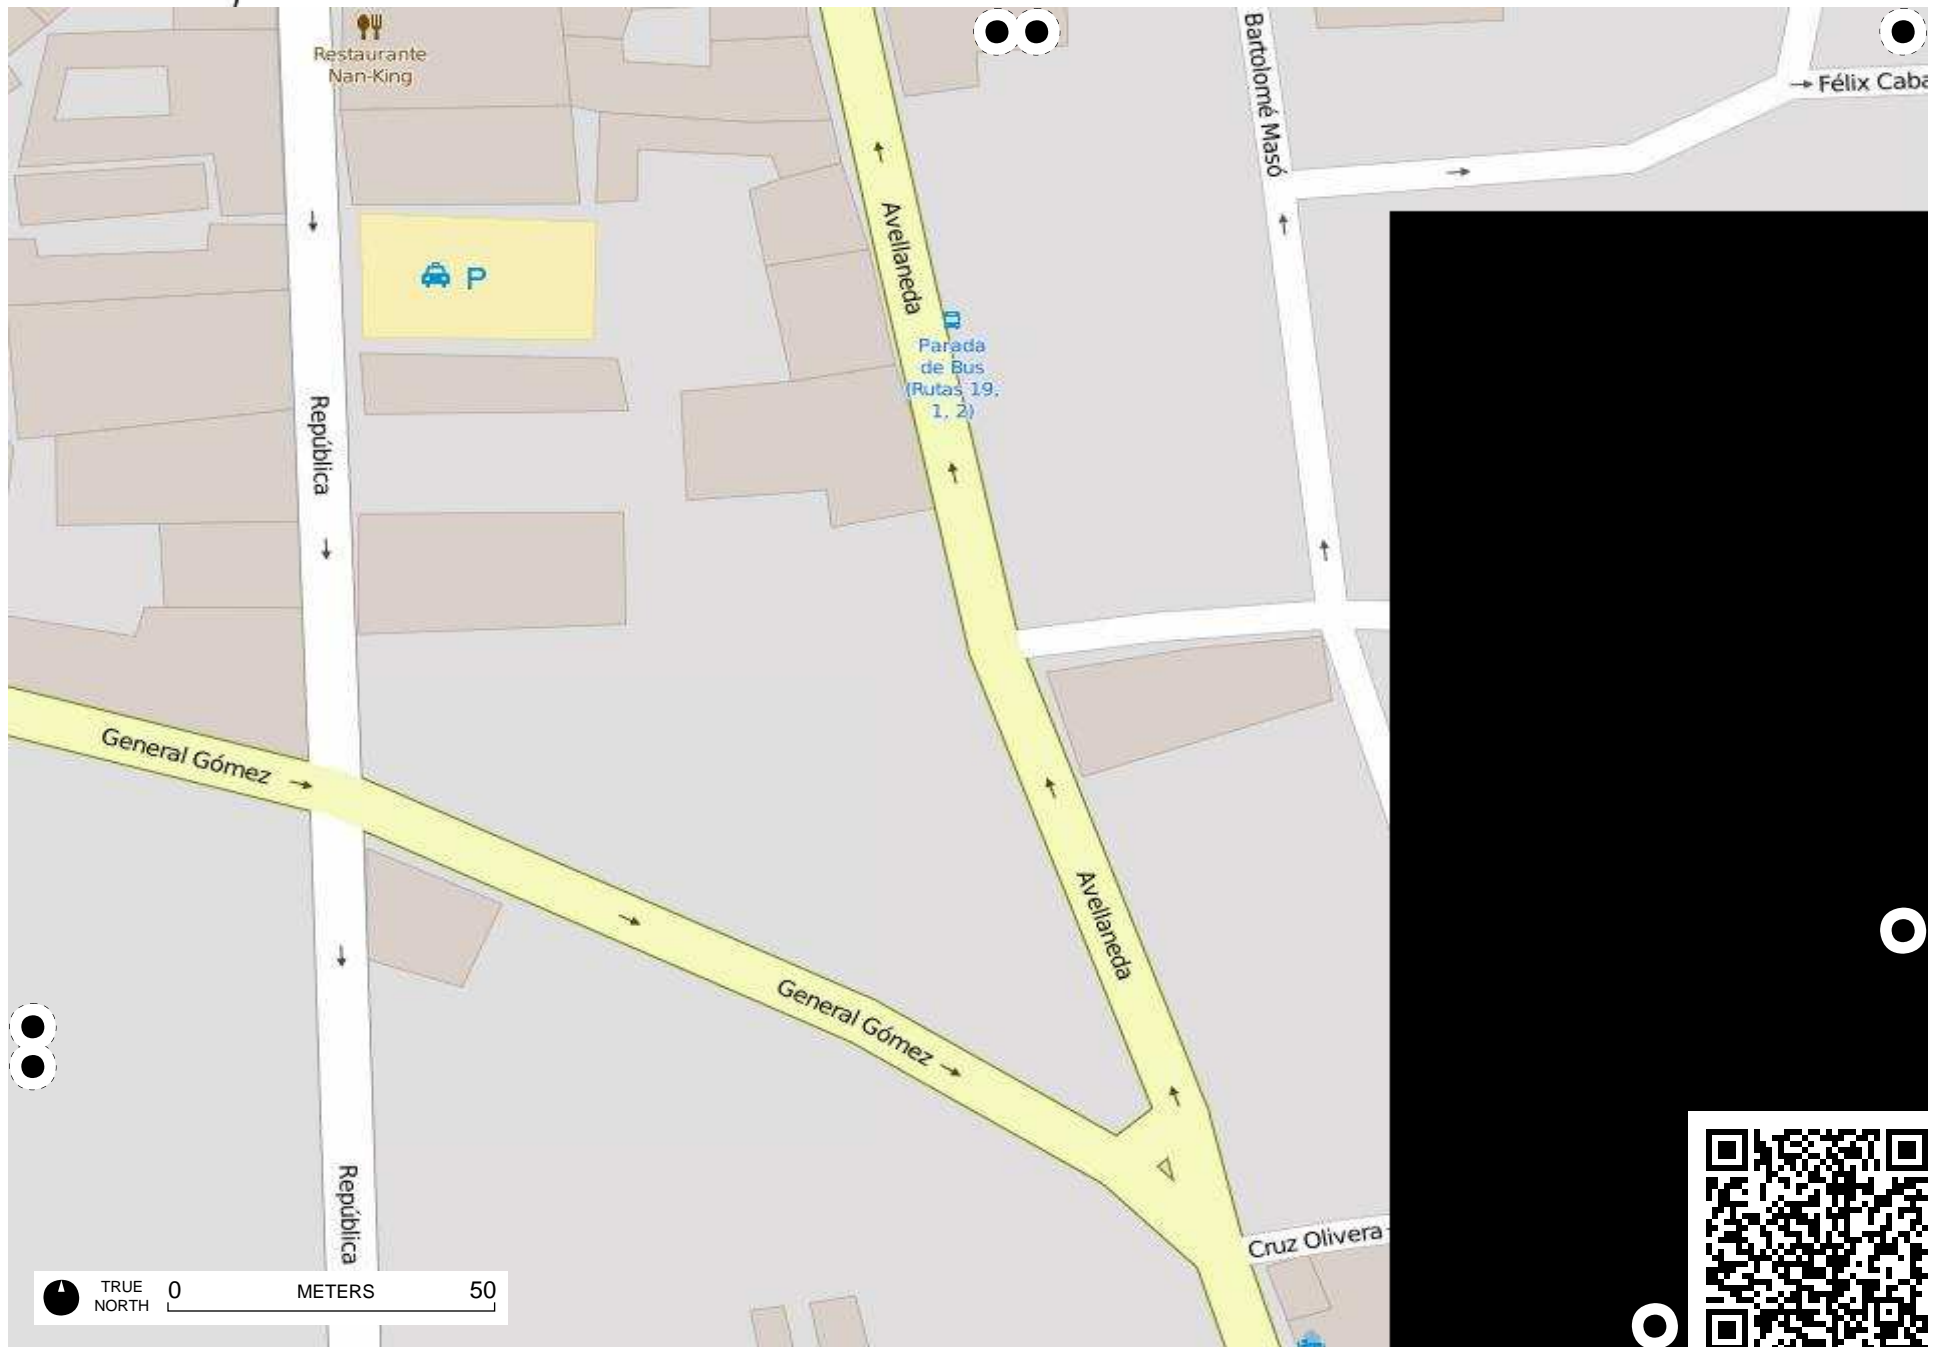 Restaurante
Nan-King
Bartolomé Masó
Félix Caba
P
Avellaneda
Parada
de Bus
(Rutas 19,
1, 2)
República
General Gómez
Avellaneda
General Gómez
República
Cruz Olivera
TRUE
NORTH
0 METERS 50